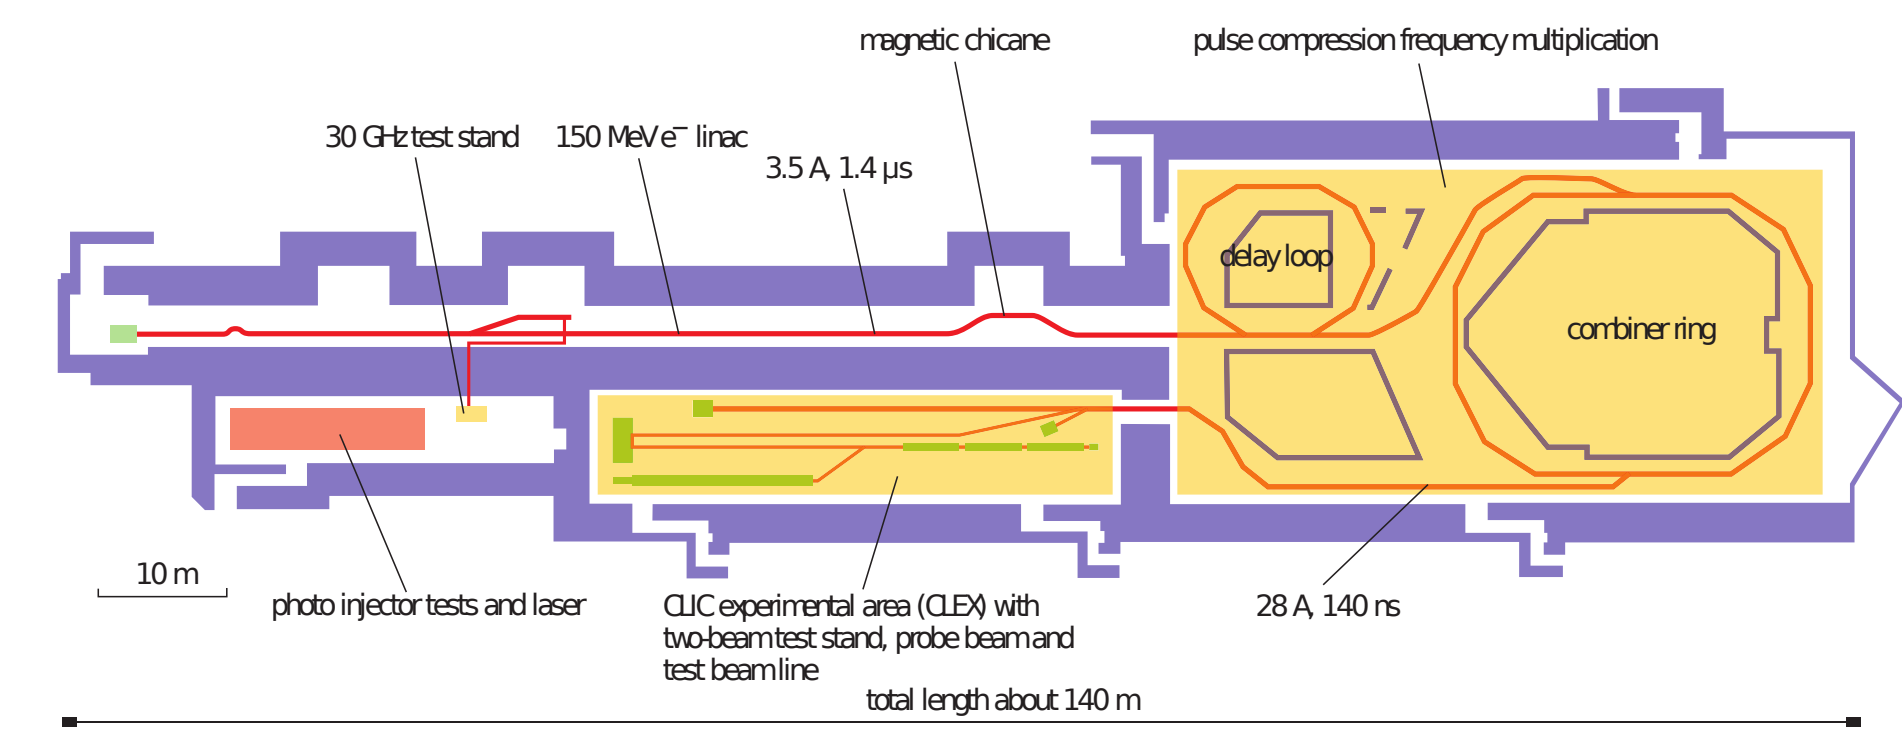 magnetic chicane
pulse compression frequency multiplication
30 GHz test stand
150 MeV e⁻ linac
3.5 A, 1.4 µs
delay loop
combiner ring
10 m
photo injector tests and laser
CLIC experimental area (CLEX) with
two-beam test stand, probe beam and
test beam line
28 A, 140 ns
total length about 140 m